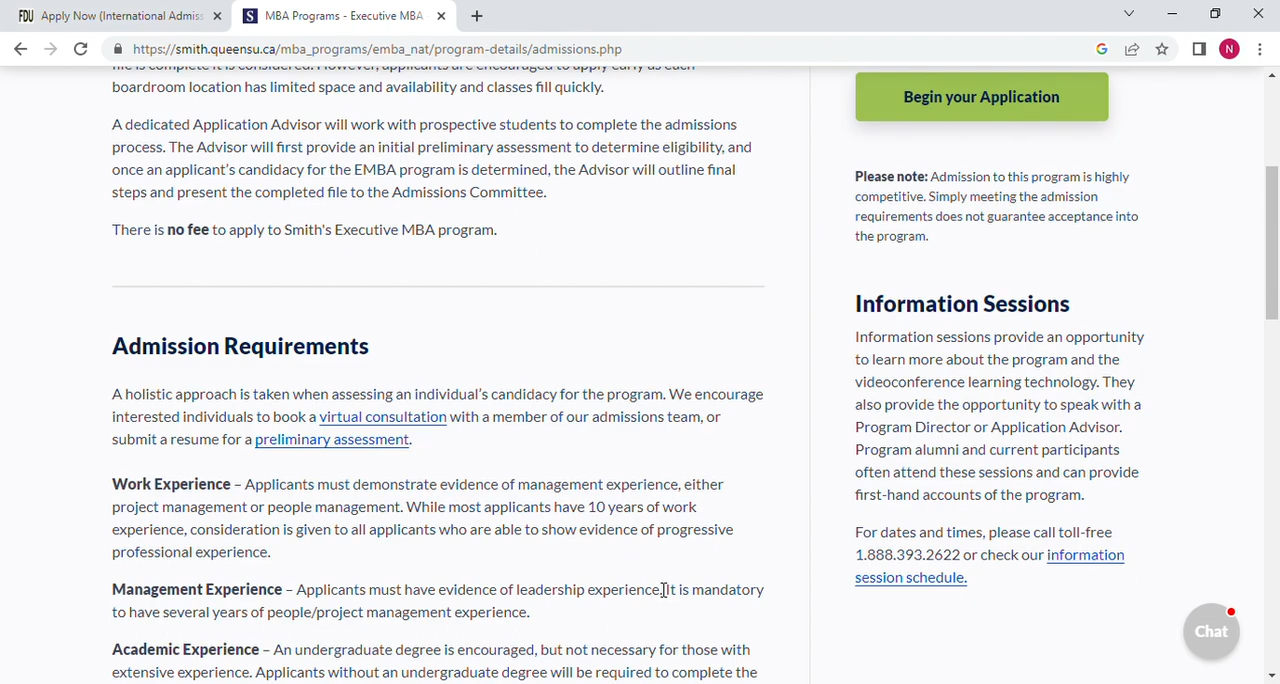 FDU Apply Now (International Admiss
S MBA Programs - Executive MBA
https://smith.queensu.ca/mba_programs/emba_nat/program-details/admissions.php
G
N
boardroom location has limited space and availability and classes fill quickly.
A dedicated Application Advisor will work with prospective students to complete the admissions
process. The Advisor will first provide an initial preliminary assessment to determine eligibility, and
once an applicant's candidacy for the EMBA program is determined, the Advisor will outline final
steps and present the completed file to the Admissions Committee.
There is no fee to apply to Smith's Executive MBA program.
Admission Requirements
A holistic approach is taken when assessing an individual's candidacy for the program. We encourage
interested individuals to book a virtual consultation with a member of our admissions team, or
submit a resume for a preliminary assessment.
Work Experience – Applicants must demonstrate evidence of management experience, either
project management or people management. While most applicants have 10 years of work
experience, consideration is given to all applicants who are able to show evidence of progressive
professional experience.
Management Experience – Applicants must have evidence of leadership experience. It is mandatory
to have several years of people/project management experience.
Academic Experience – An undergraduate degree is encouraged, but not necessary for those with
extensive experience. Applicants without an undergraduate degree will be required to complete the
Begin your Application
Please note: Admission to this program is highly
competitive. Simply meeting the admission
requirements does not guarantee acceptance into
the program.
Information Sessions
Information sessions provide an opportunity
to learn more about the program and the
videoconference learning technology. They
also provide the opportunity to speak with a
Program Director or Application Advisor.
Program alumni and current participants
often attend these sessions and can provide
first-hand accounts of the program.
For dates and times, please call toll-free
1.888.393.2622 or check our information
session schedule.
Chat